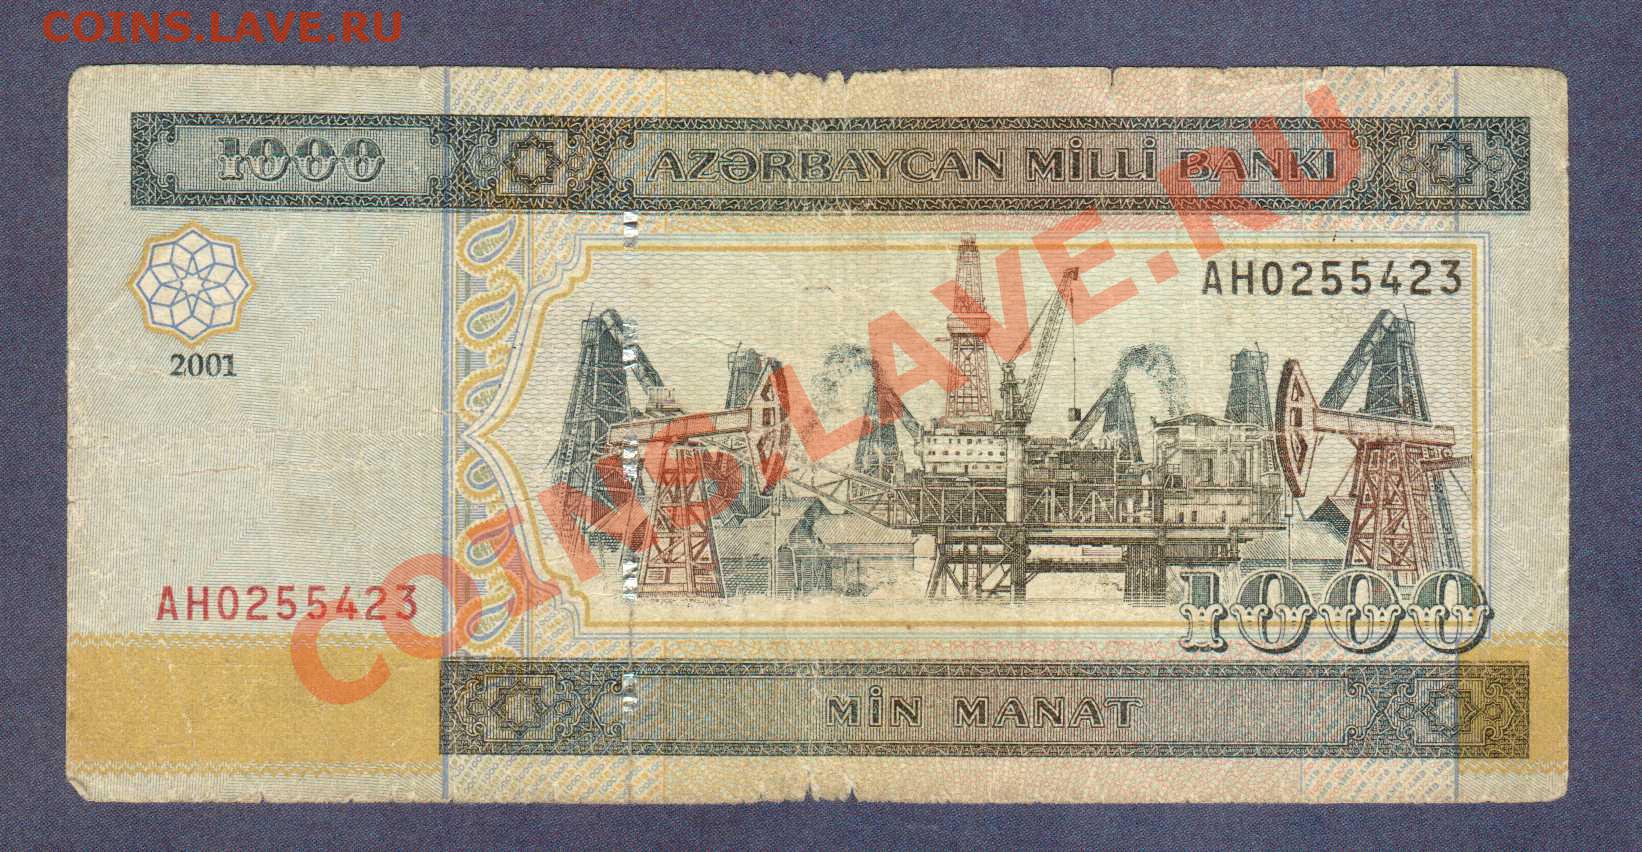 COINS.LAVE.RU
1000
AZƏRBAYCAN MİLLİ BANKI
AH0255423
2001
COINS.LAVE.RU
AH0255423
1000
MİN MANAT